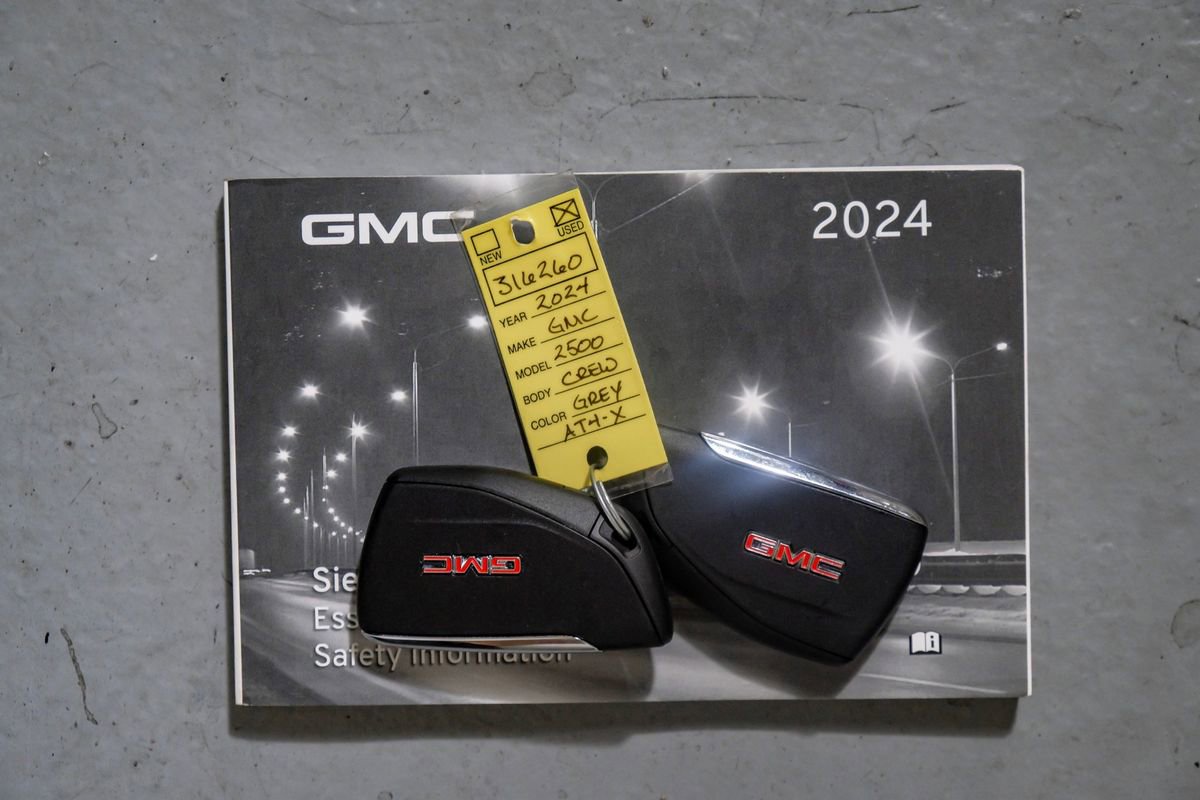 GMC
2024
NEW
USED
316260
YEAR 2024
MAKE GMC
MODEL 2500
BODY CREW
COLOR GREY
AT4-X
GMC
GMC
Sie
Ess
Safety Information